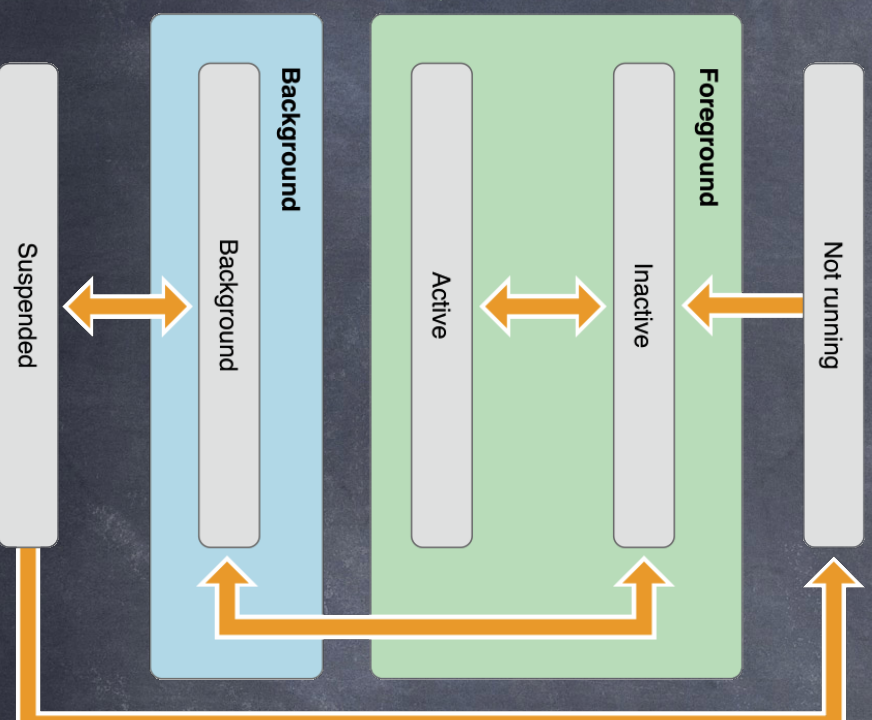 Not running
Foreground
Inactive
Active
Background
Background
Suspended